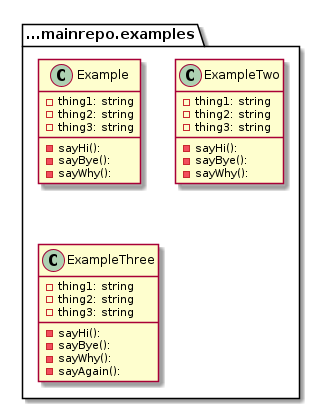 ...mainrepo.examples
C Example
thing1: string
thing2: string
thing3: string
sayHi():
sayBye():
sayWhy():
C ExampleTwo
thing1: string
thing2: string
thing3: string
sayHi():
sayBye():
sayWhy():
C ExampleThree
thing1: string
thing2: string
thing3: string
sayHi():
sayBye():
sayWhy():
sayAgain():